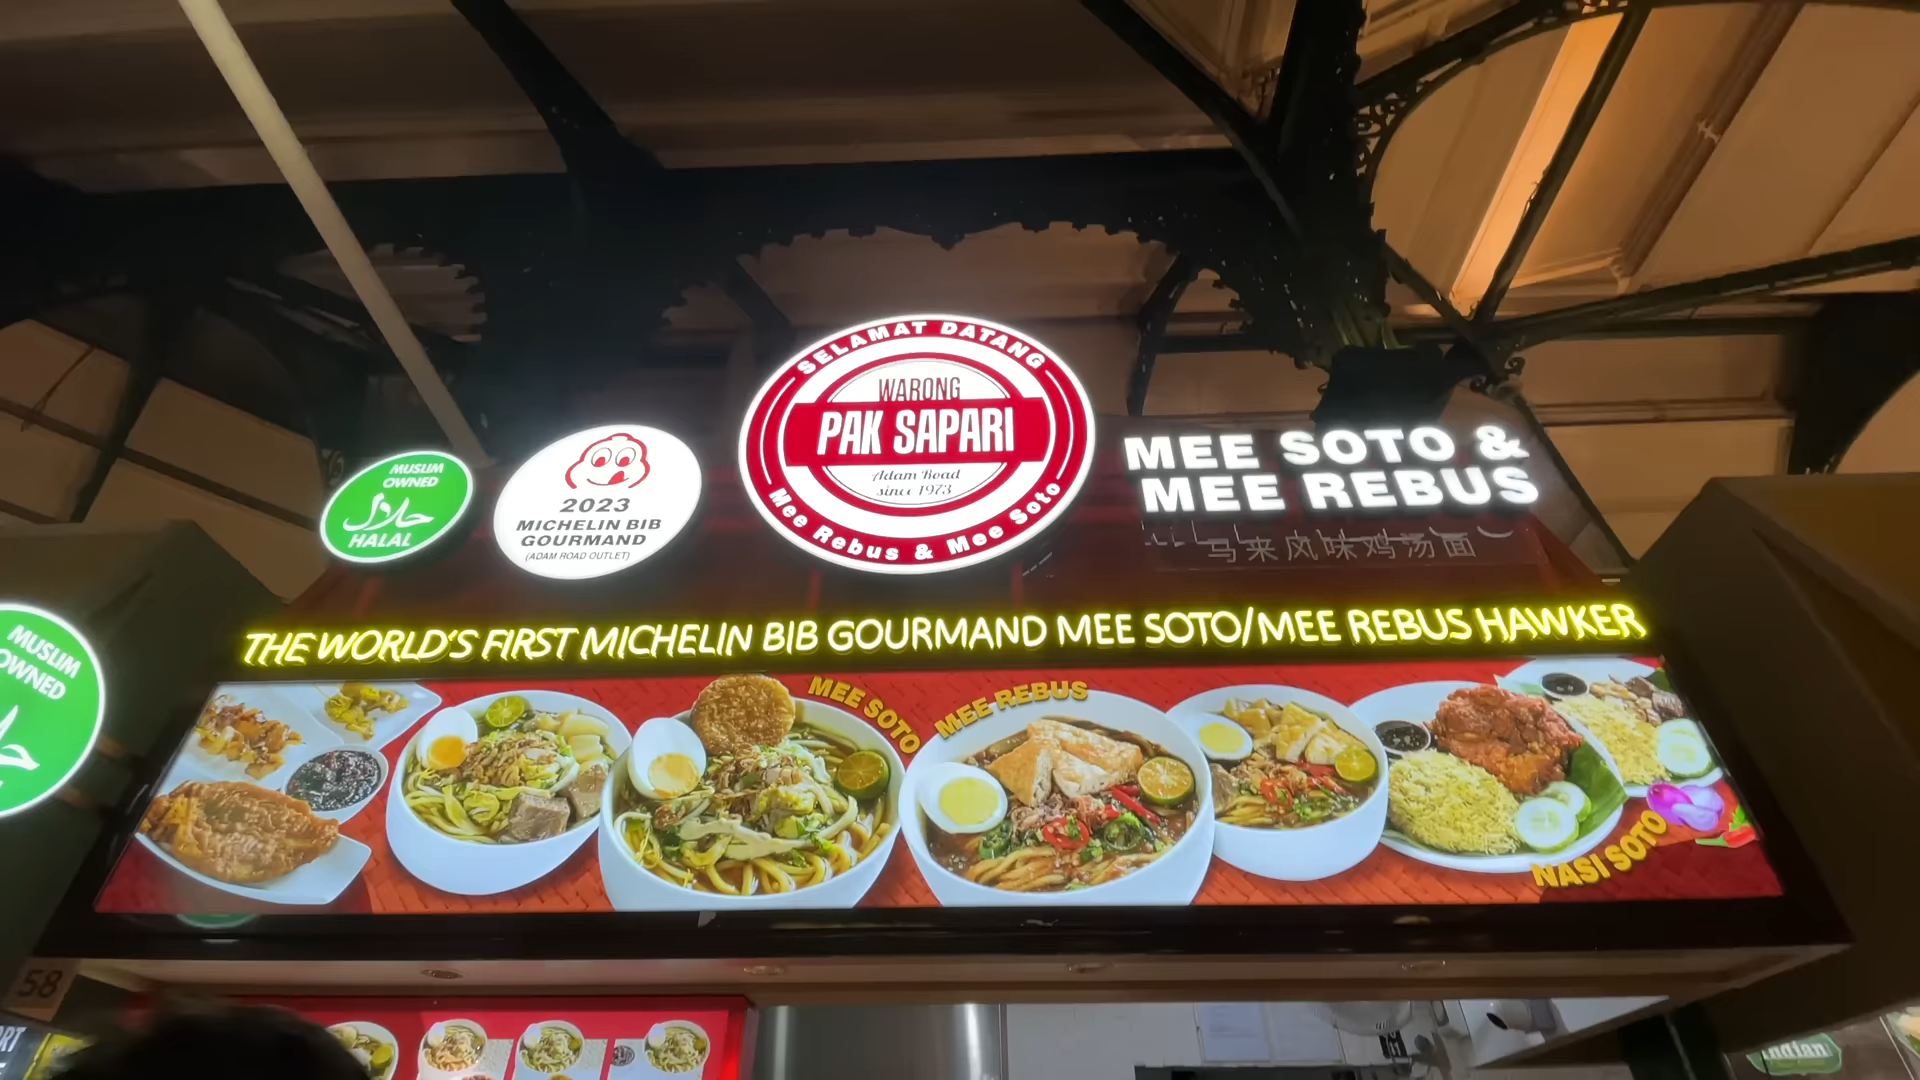 SELAMAT DATANG
WARONG
PAK SAPARI
Adam Road
since 1973
Mee Rebus & Mee Soto
MUSLIM
OWNED
حلال
HALAL
2023
MICHELIN BIB
GOURMAND
(ADAM ROAD OUTLET)
MEE SOTO &
MEE REBUS
马来风味鸡汤面
THE WORLD'S FIRST MICHELIN BIB GOURMAND MEE SOTO/MEE REBUS HAWKER
MUSLIM
OWNED
MEE SOTO
MEE REBUS
NASI SOTO
58
Indian